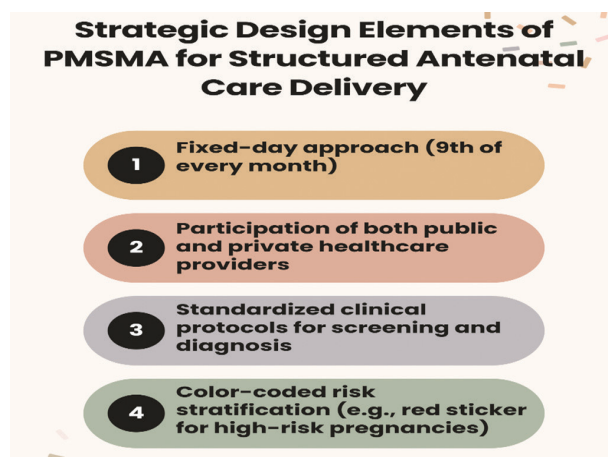 Strategic Design Elements of
PMSMA for Structured Antenatal
Care Delivery
1
Fixed-day approach (9th of
every month)
2
Participation of both public
and private healthcare
providers
3
Standardized clinical
protocols for screening and
diagnosis
4
Color-coded risk
stratification (e.g., red sticker
for high-risk pregnancies)